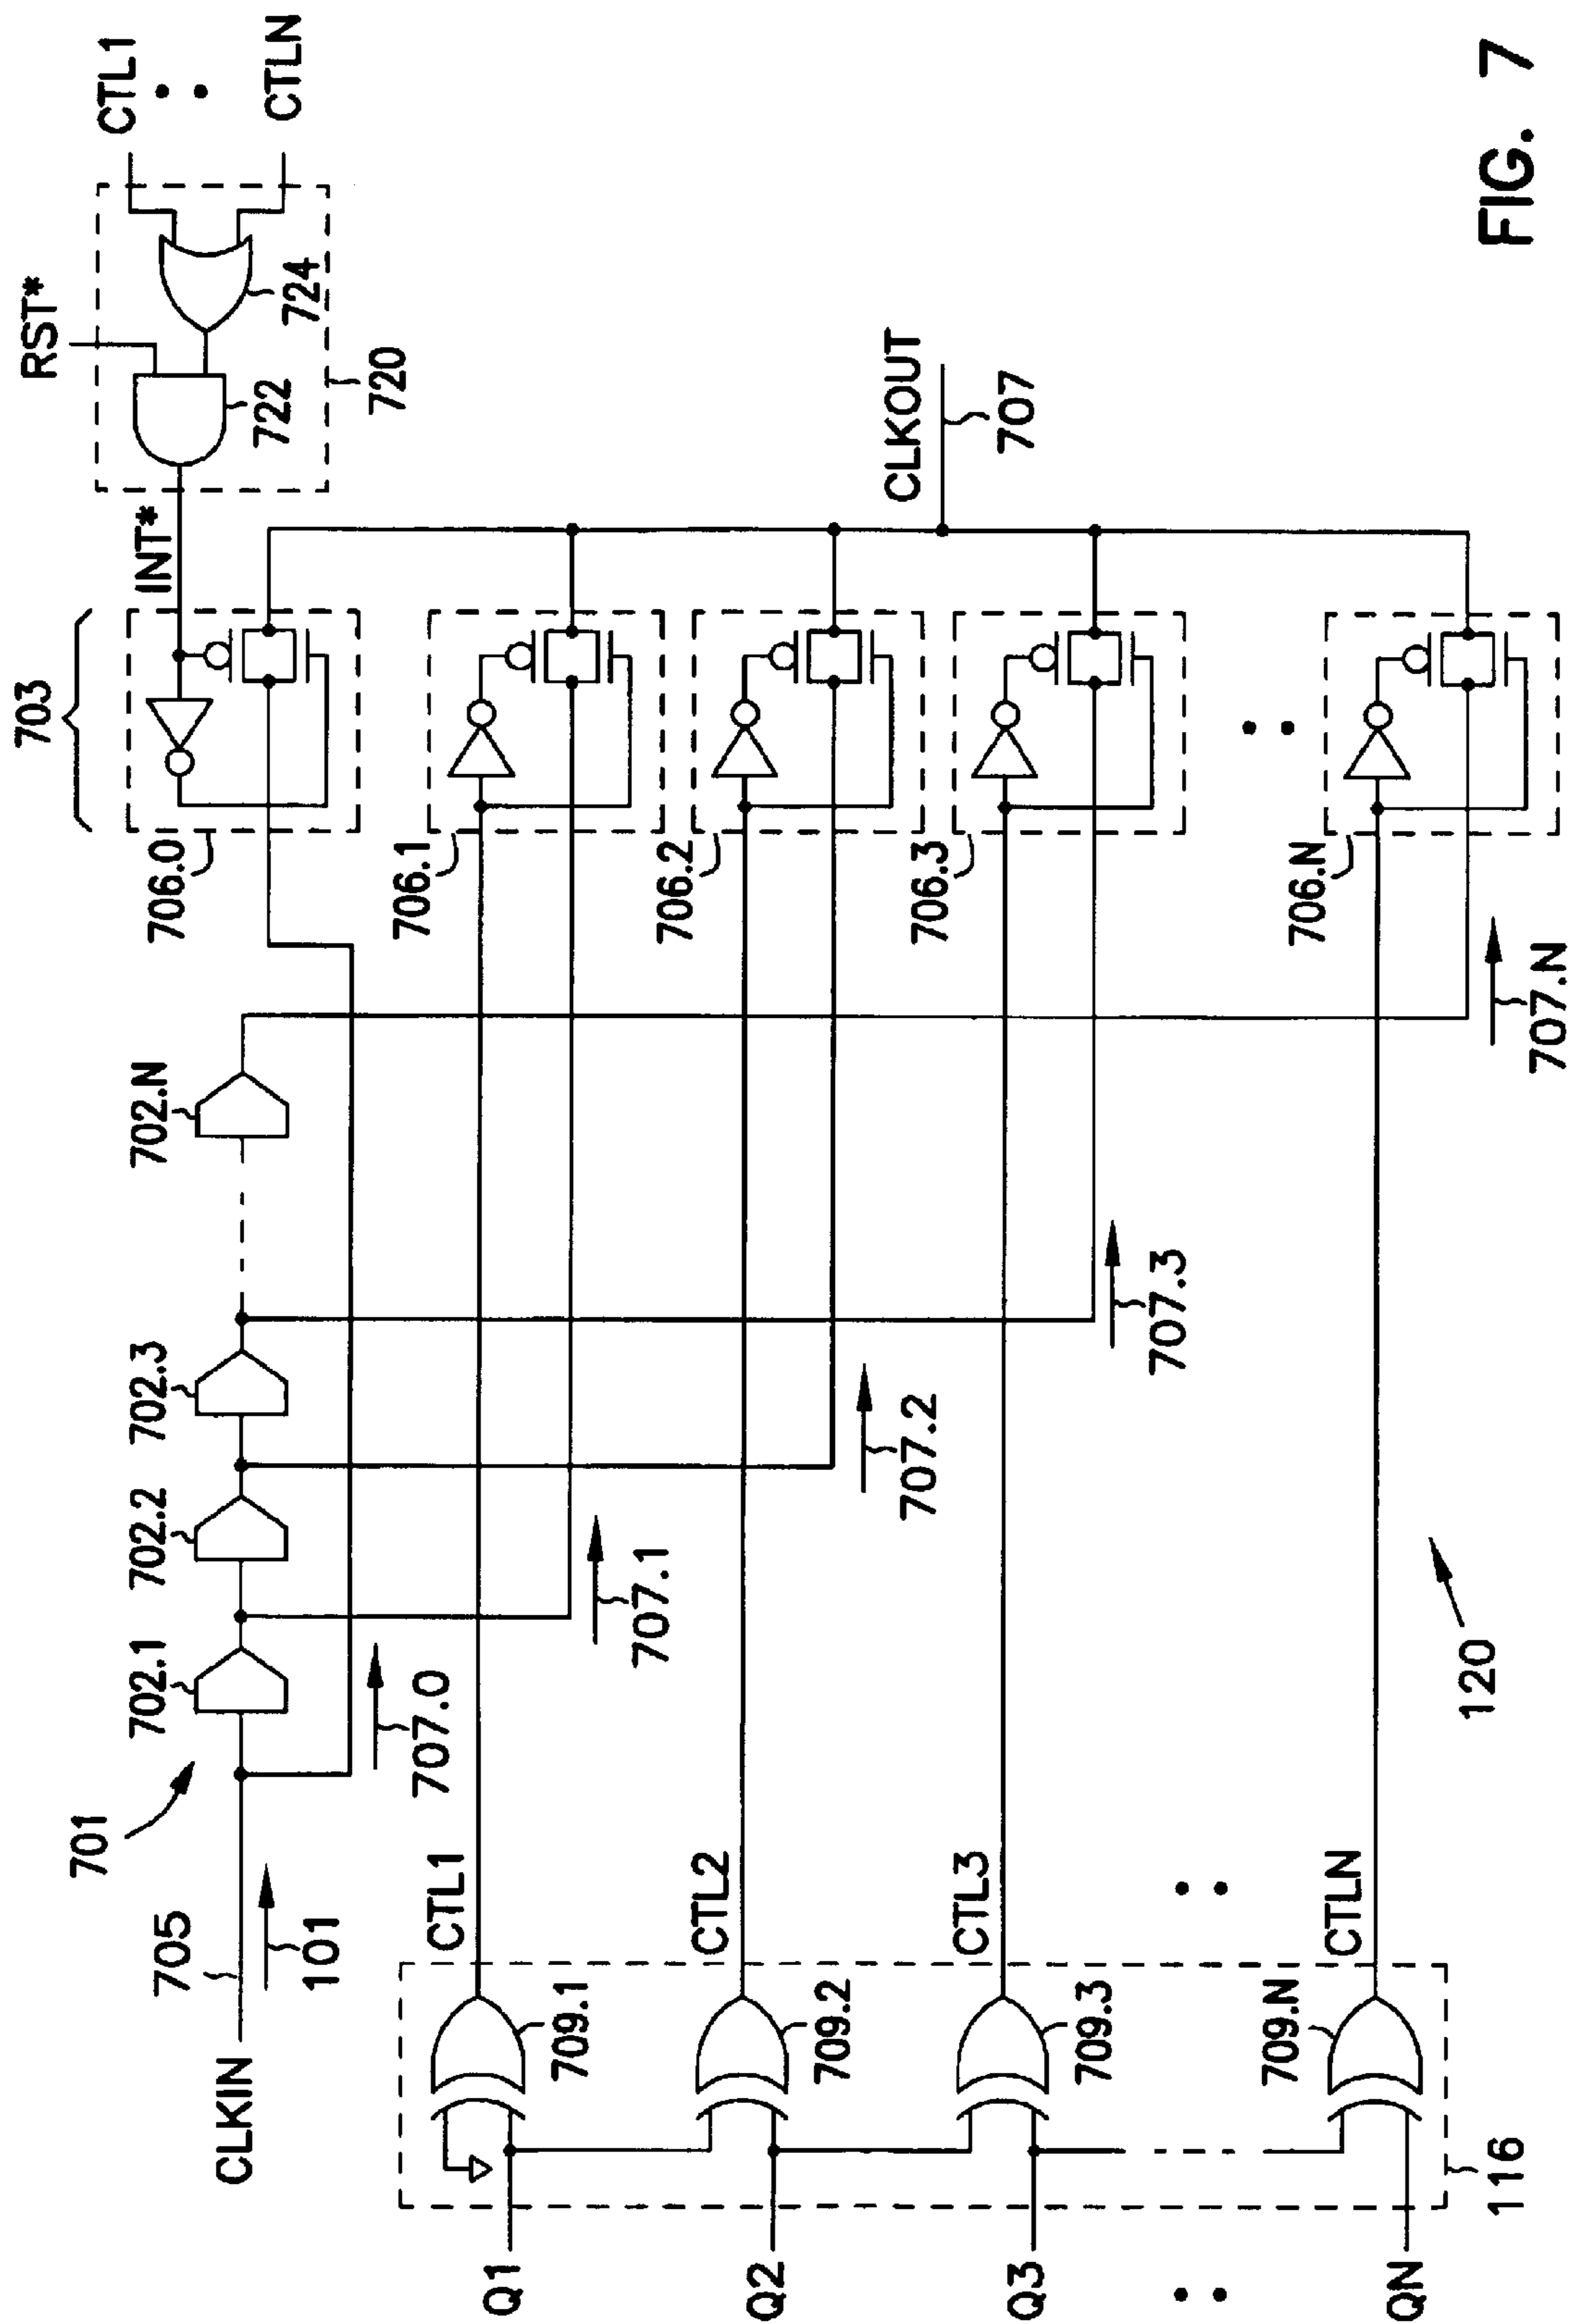 RST*
CTL1
CTLN
724
722
720
INT*
703
706.0
706.1
706.2
706.3
706.N
CLKOUT
707
702.1
702.2
702.3
702.N
701
705
101
CLKIN
707.0
707.1
707.2
707.3
707.N
CTL1
CTL2
CTL3
CTLN
709.1
709.2
709.3
709.N
Q1
Q2
Q3
QN
116
120
FIG. 7